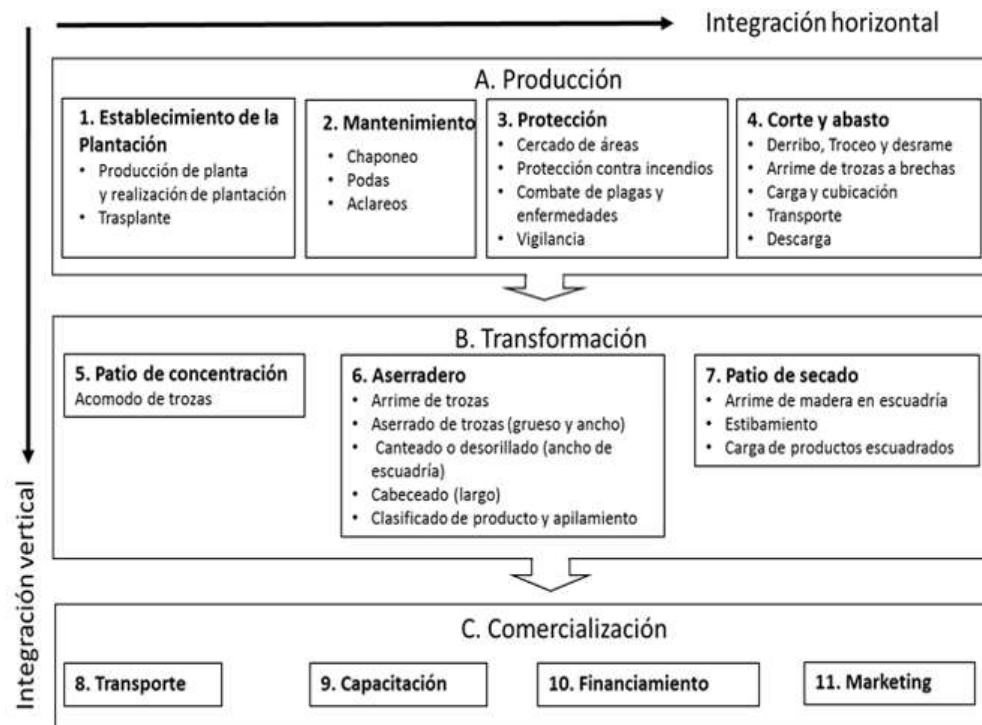 Integración horizontal
A. Producción
1. Establecimiento de la
Plantación
• Producción de planta
y realización de plantación
• Trasplante
2. Mantenimiento
• Chaponeo
• Podas
• Aclareos
3. Protección
• Cercado de áreas
• Protección contra incendios
• Combate de plagas y
enfermedades
• Vigilancia
4. Corte y abasto
• Derribo, Troceo y desrame
• Arrime de trozas a brechas
• Carga y cubicación
• Transporte
• Descarga
B. Transformación
5. Patio de concentración
Acomodo de trozas
6. Aserradero
• Arrime de trozas
• Aserrado de trozas (grueso y ancho)
• Canteado o desorillado (ancho de
escuadría)
• Cabeceado (largo)
• Clasificado de producto y apilamiento
7. Patio de secado
• Arrime de madera en escuadría
• Estibamiento
• Carga de productos escuadrados
C. Comercialización
8. Transporte
9. Capacitación
10. Financiamiento
11. Marketing
Integración vertical